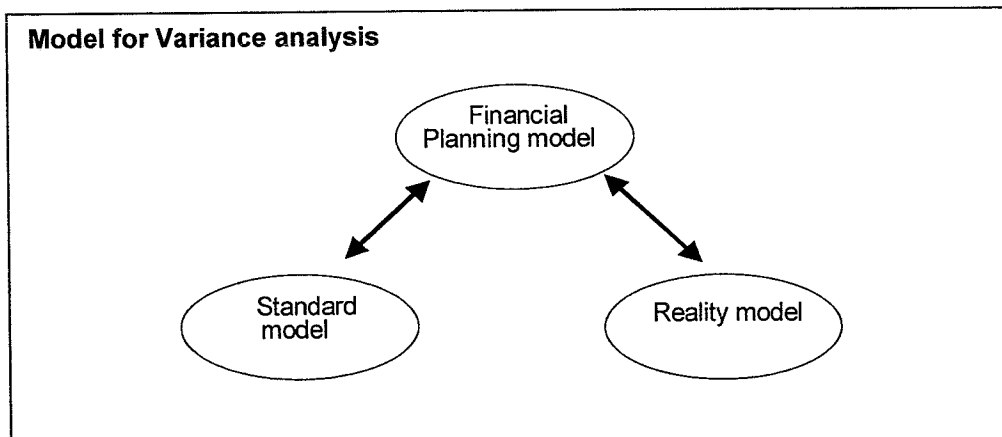 Model for Variance analysis
Financial
Planning model
Standard
model
Reality model